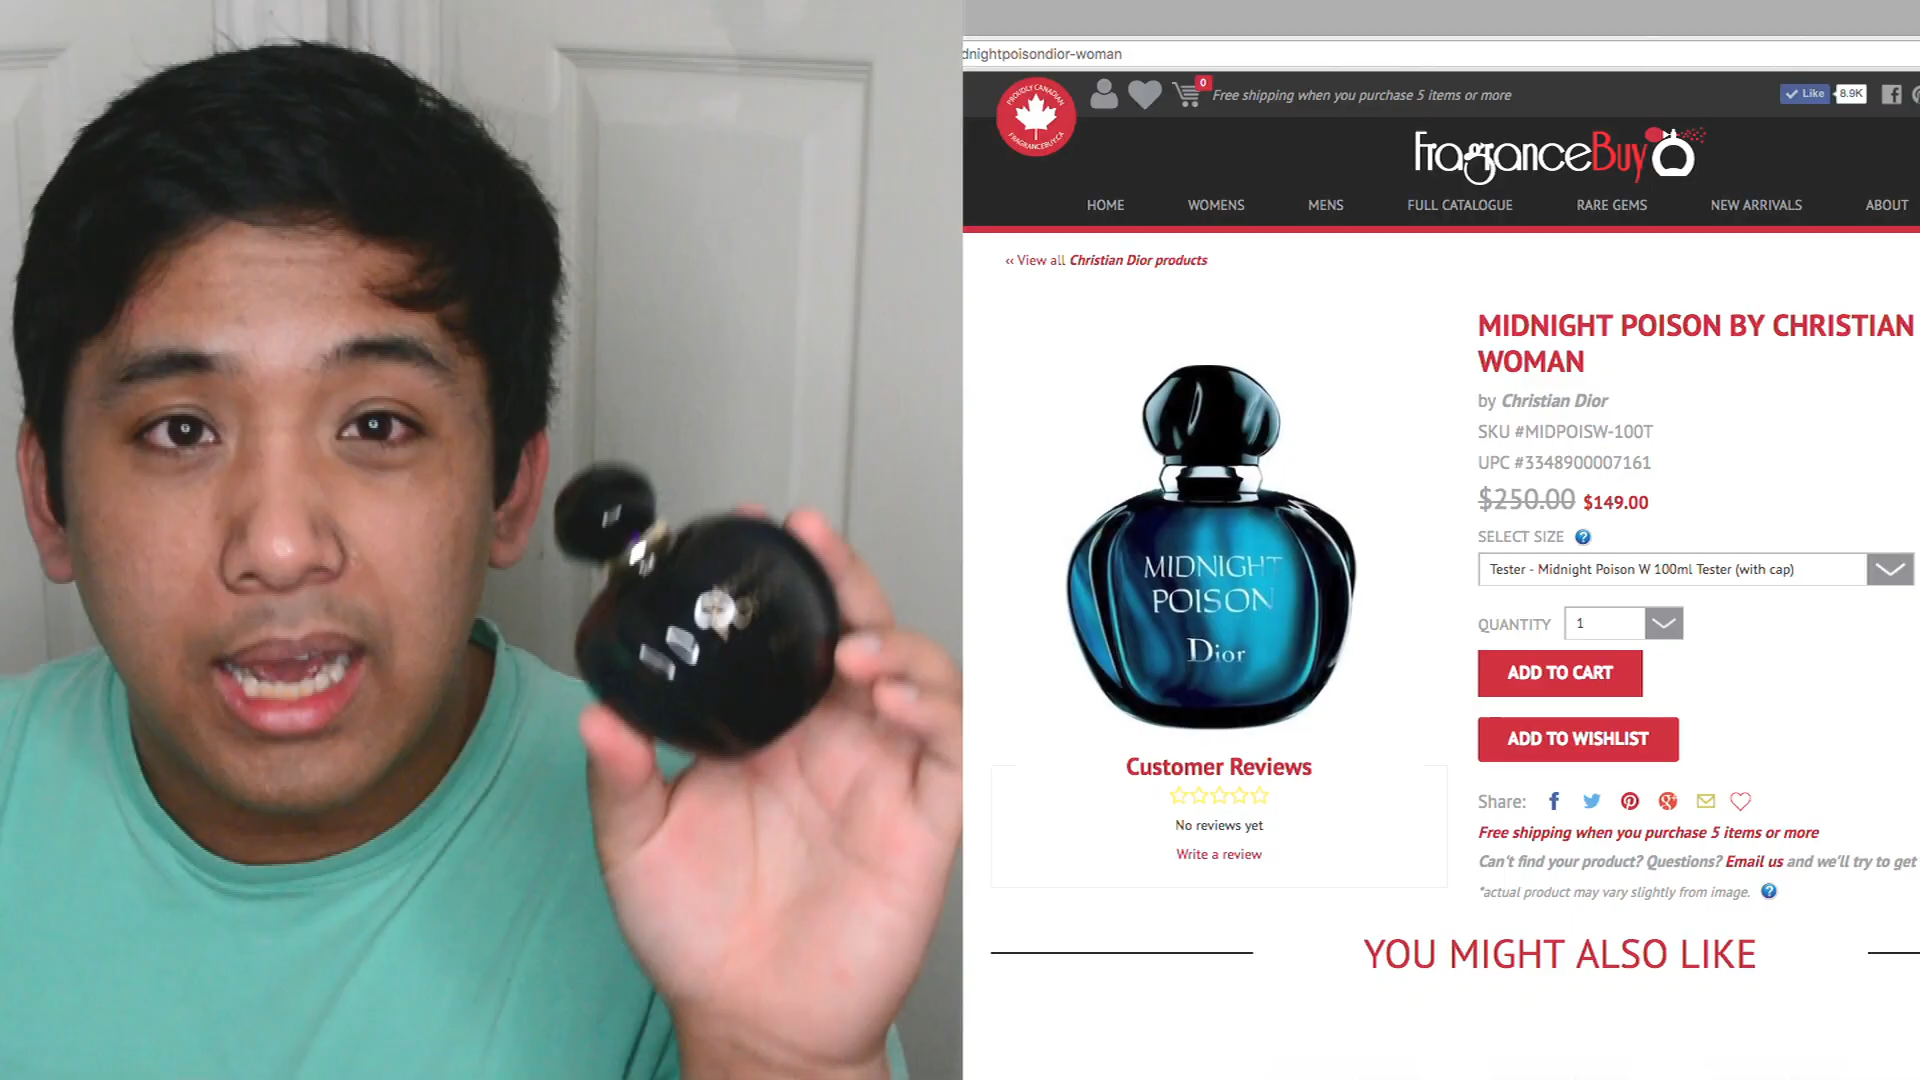 dnightpoisondior-woman
PROUDLY CANADIAN
FRAGRANCEBUY.CA
0
Free shipping when you purchase 5 items or more
Like
8.9K
FragranceBuy
HOME
WOMENS
MENS
FULL CATALOGUE
RARE GEMS
NEW ARRIVALS
ABOUT
‹‹ View all Christian Dior products
MIDNIGHT POISON BY CHRISTIAN
WOMAN
by Christian Dior
SKU #MIDPOISW-100T
UPC #3348900007161
$250.00 $149.00
SELECT SIZE ?
Tester - Midnight Poison W 100ml Tester (with cap)
QUANTITY 1
ADD TO CART
ADD TO WISHLIST
Share:
Free shipping when you purchase 5 items or more
Can't find your product? Questions? Email us and we'll try to get
*actual product may vary slightly from image. ?
MIDNIGHT
POISON
Dior
Customer Reviews
No reviews yet
Write a review
YOU MIGHT ALSO LIKE